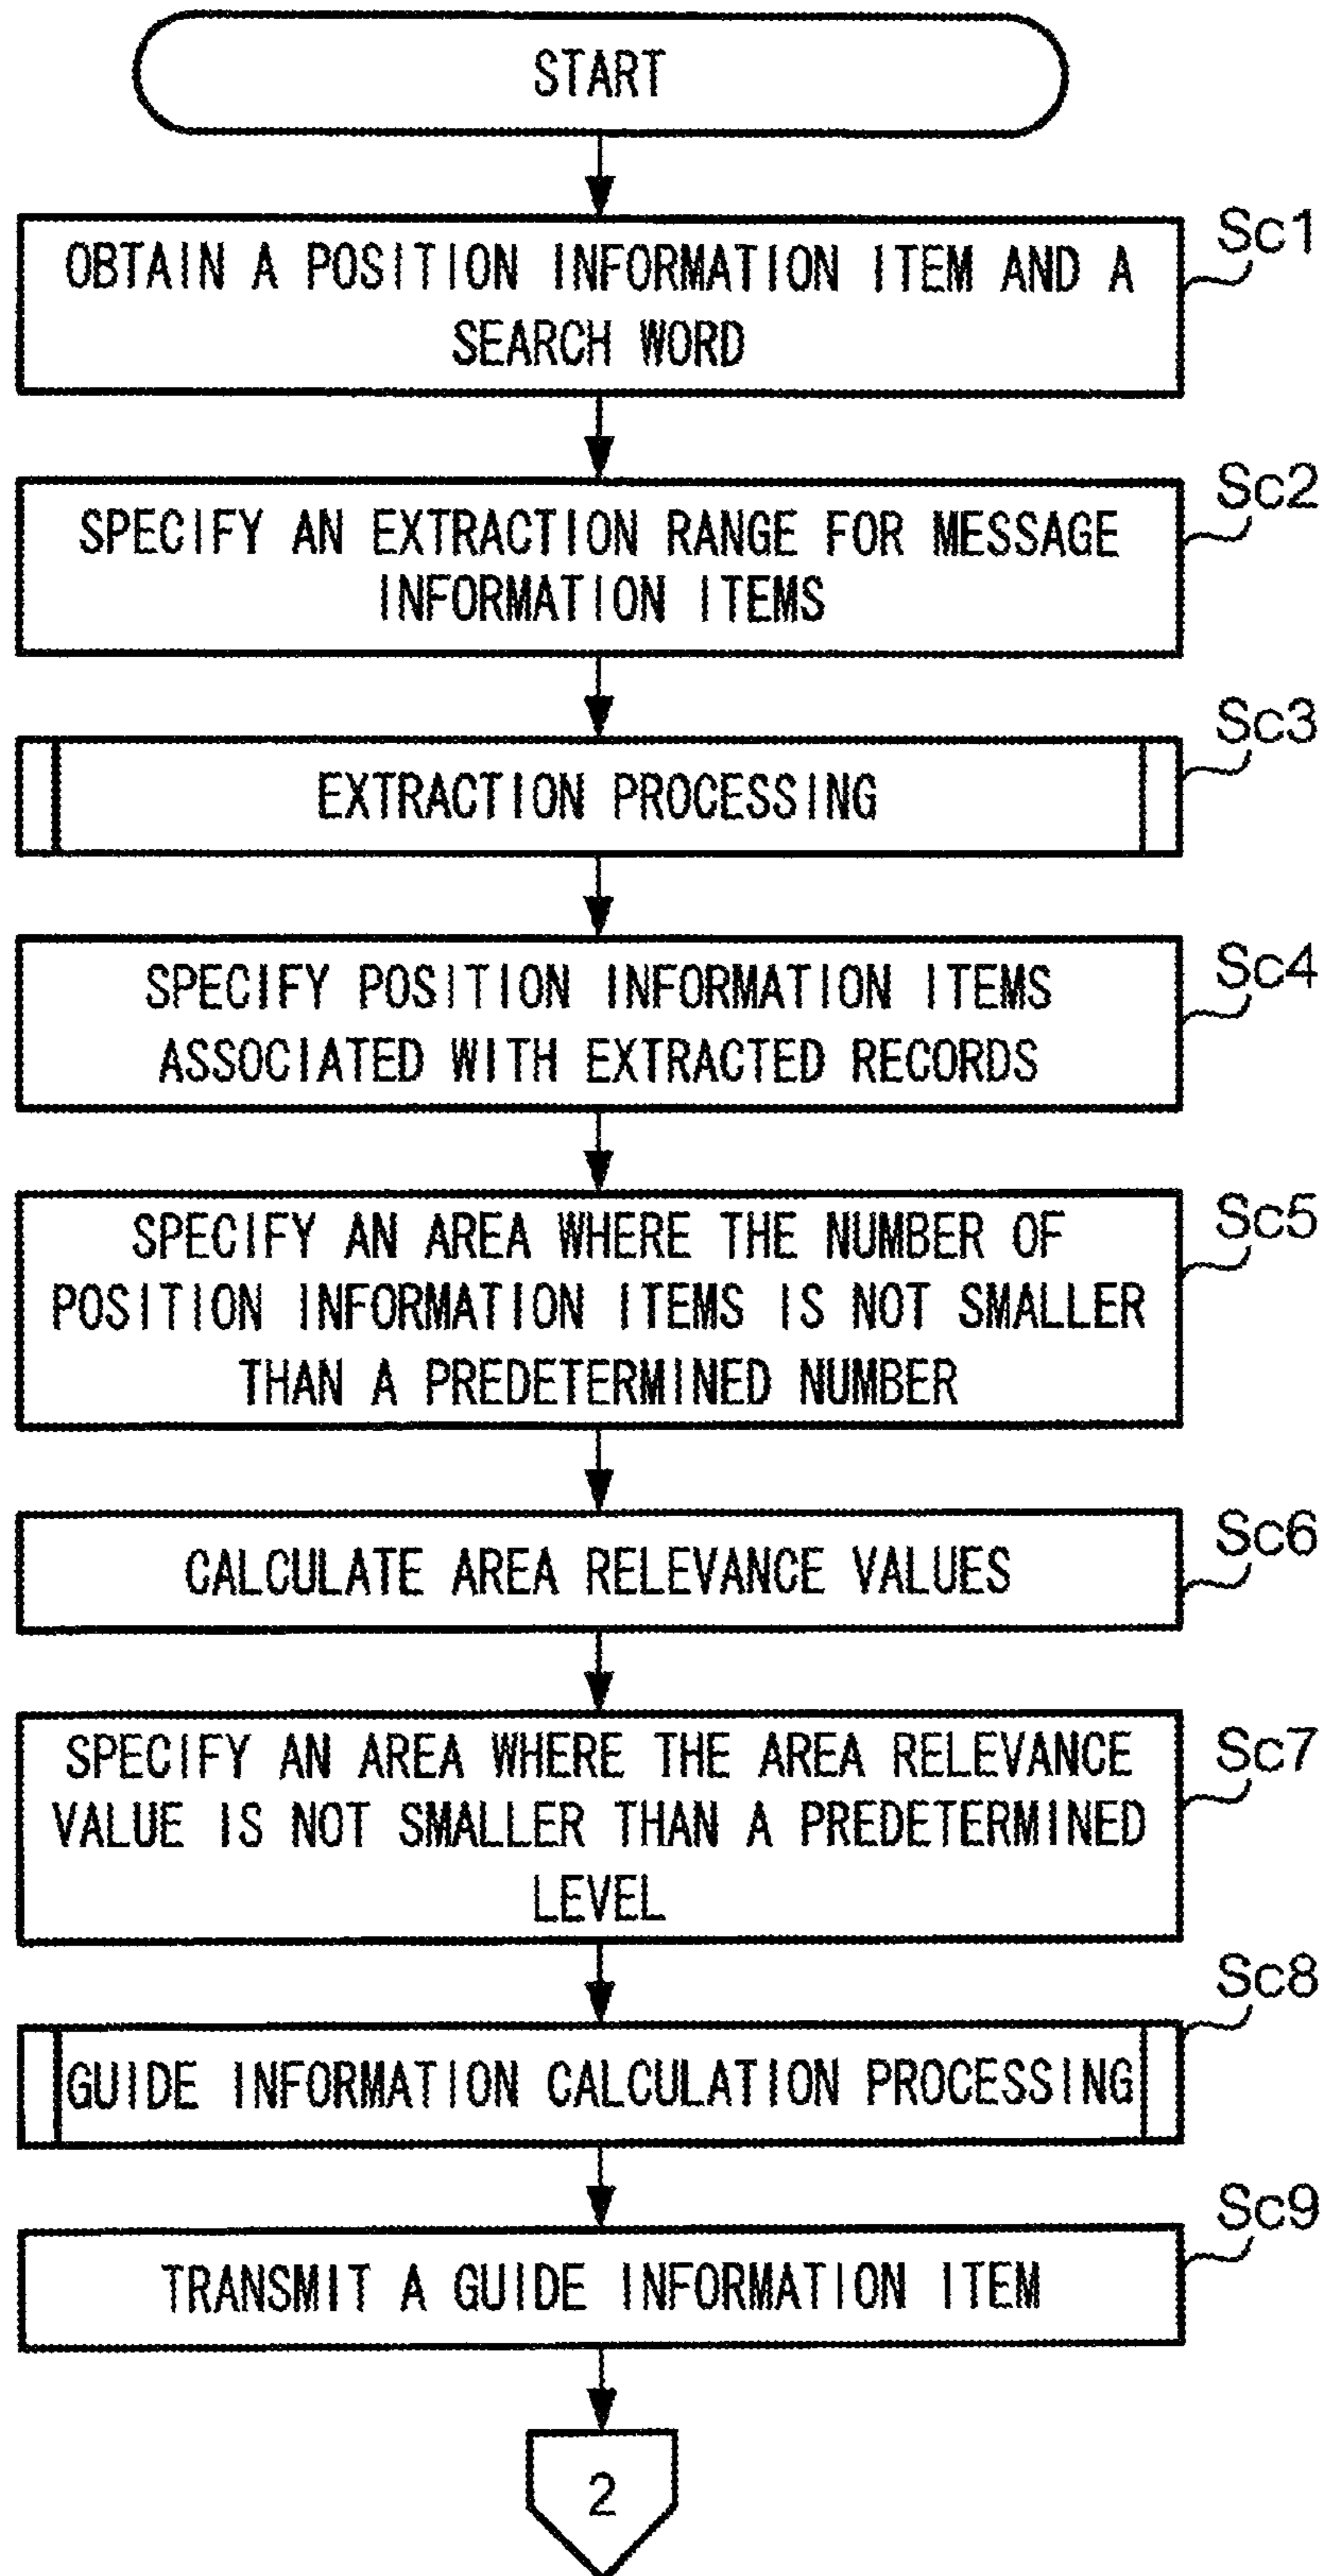 START
Sc1
OBTAIN A POSITION INFORMATION ITEM AND A
SEARCH WORD
Sc2
SPECIFY AN EXTRACTION RANGE FOR MESSAGE
INFORMATION ITEMS
Sc3
EXTRACTION PROCESSING
Sc4
SPECIFY POSITION INFORMATION ITEMS
ASSOCIATED WITH EXTRACTED RECORDS
Sc5
SPECIFY AN AREA WHERE THE NUMBER OF
POSITION INFORMATION ITEMS IS NOT SMALLER
THAN A PREDETERMINED NUMBER
Sc6
CALCULATE AREA RELEVANCE VALUES
Sc7
SPECIFY AN AREA WHERE THE AREA RELEVANCE
VALUE IS NOT SMALLER THAN A PREDETERMINED
LEVEL
Sc8
GUIDE INFORMATION CALCULATION PROCESSING
Sc9
TRANSMIT A GUIDE INFORMATION ITEM
2